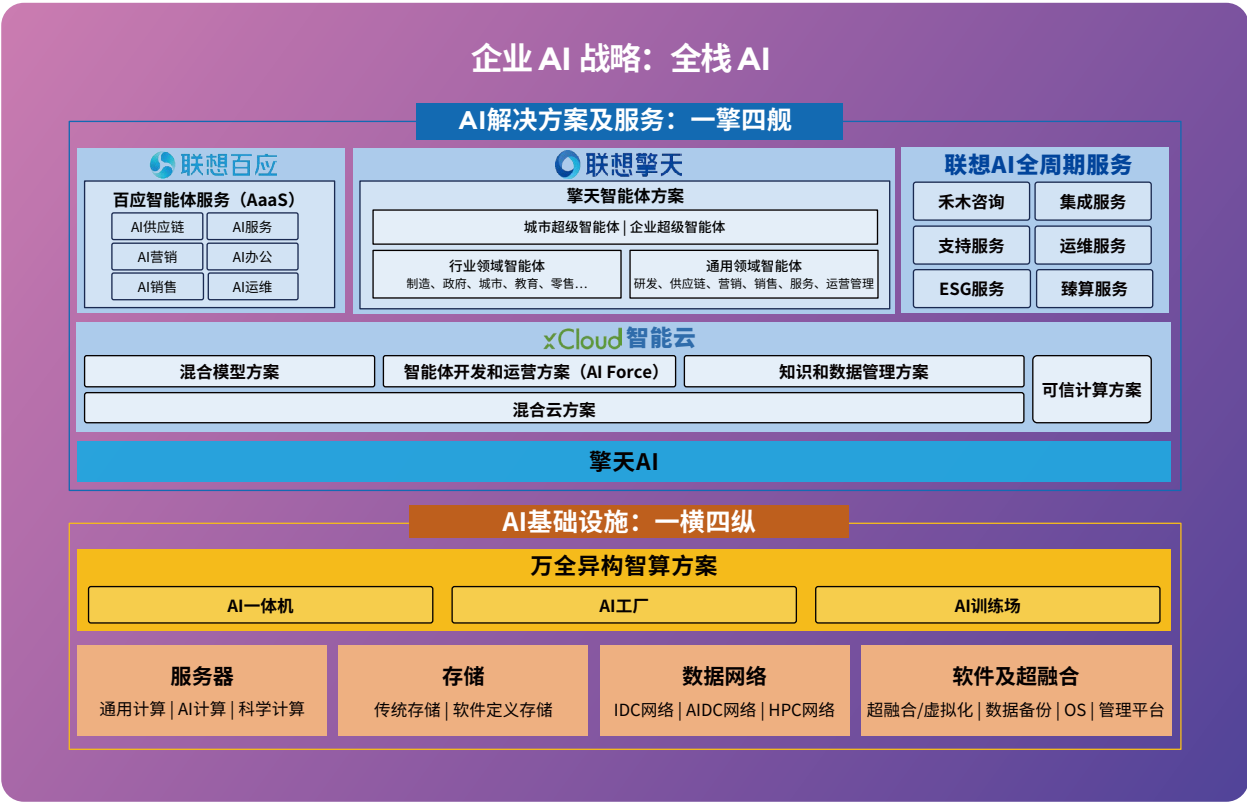 企业 AI 战略：全栈 AI
AI解决方案及服务：一擎四舰
联想百应
百应智能体服务（AaaS）
AI供应链
AI服务
AI营销
AI办公
AI销售
AI运维
联想擎天
擎天智能体方案
城市超级智能体 | 企业超级智能体
行业领域智能体
制造、政府、城市、教育、零售…
通用领域智能体
研发、供应链、营销、销售、服务、运营管理
联想AI全周期服务
禾木咨询
集成服务
支持服务
运维服务
ESG服务
臻算服务
xCloud智能云
混合模型方案
智能体开发和运营方案（AI Force）
知识和数据管理方案
可信计算方案
混合云方案
擎天AI
AI基础设施：一横四纵
万全异构智算方案
AI一体机
AI工厂
AI训练场
服务器
通用计算 | AI计算 | 科学计算
存储
传统存储 | 软件定义存储
数据网络
IDC网络 | AIDC网络 | HPC网络
软件及超融合
超融合/虚拟化 | 数据备份 | OS | 管理平台